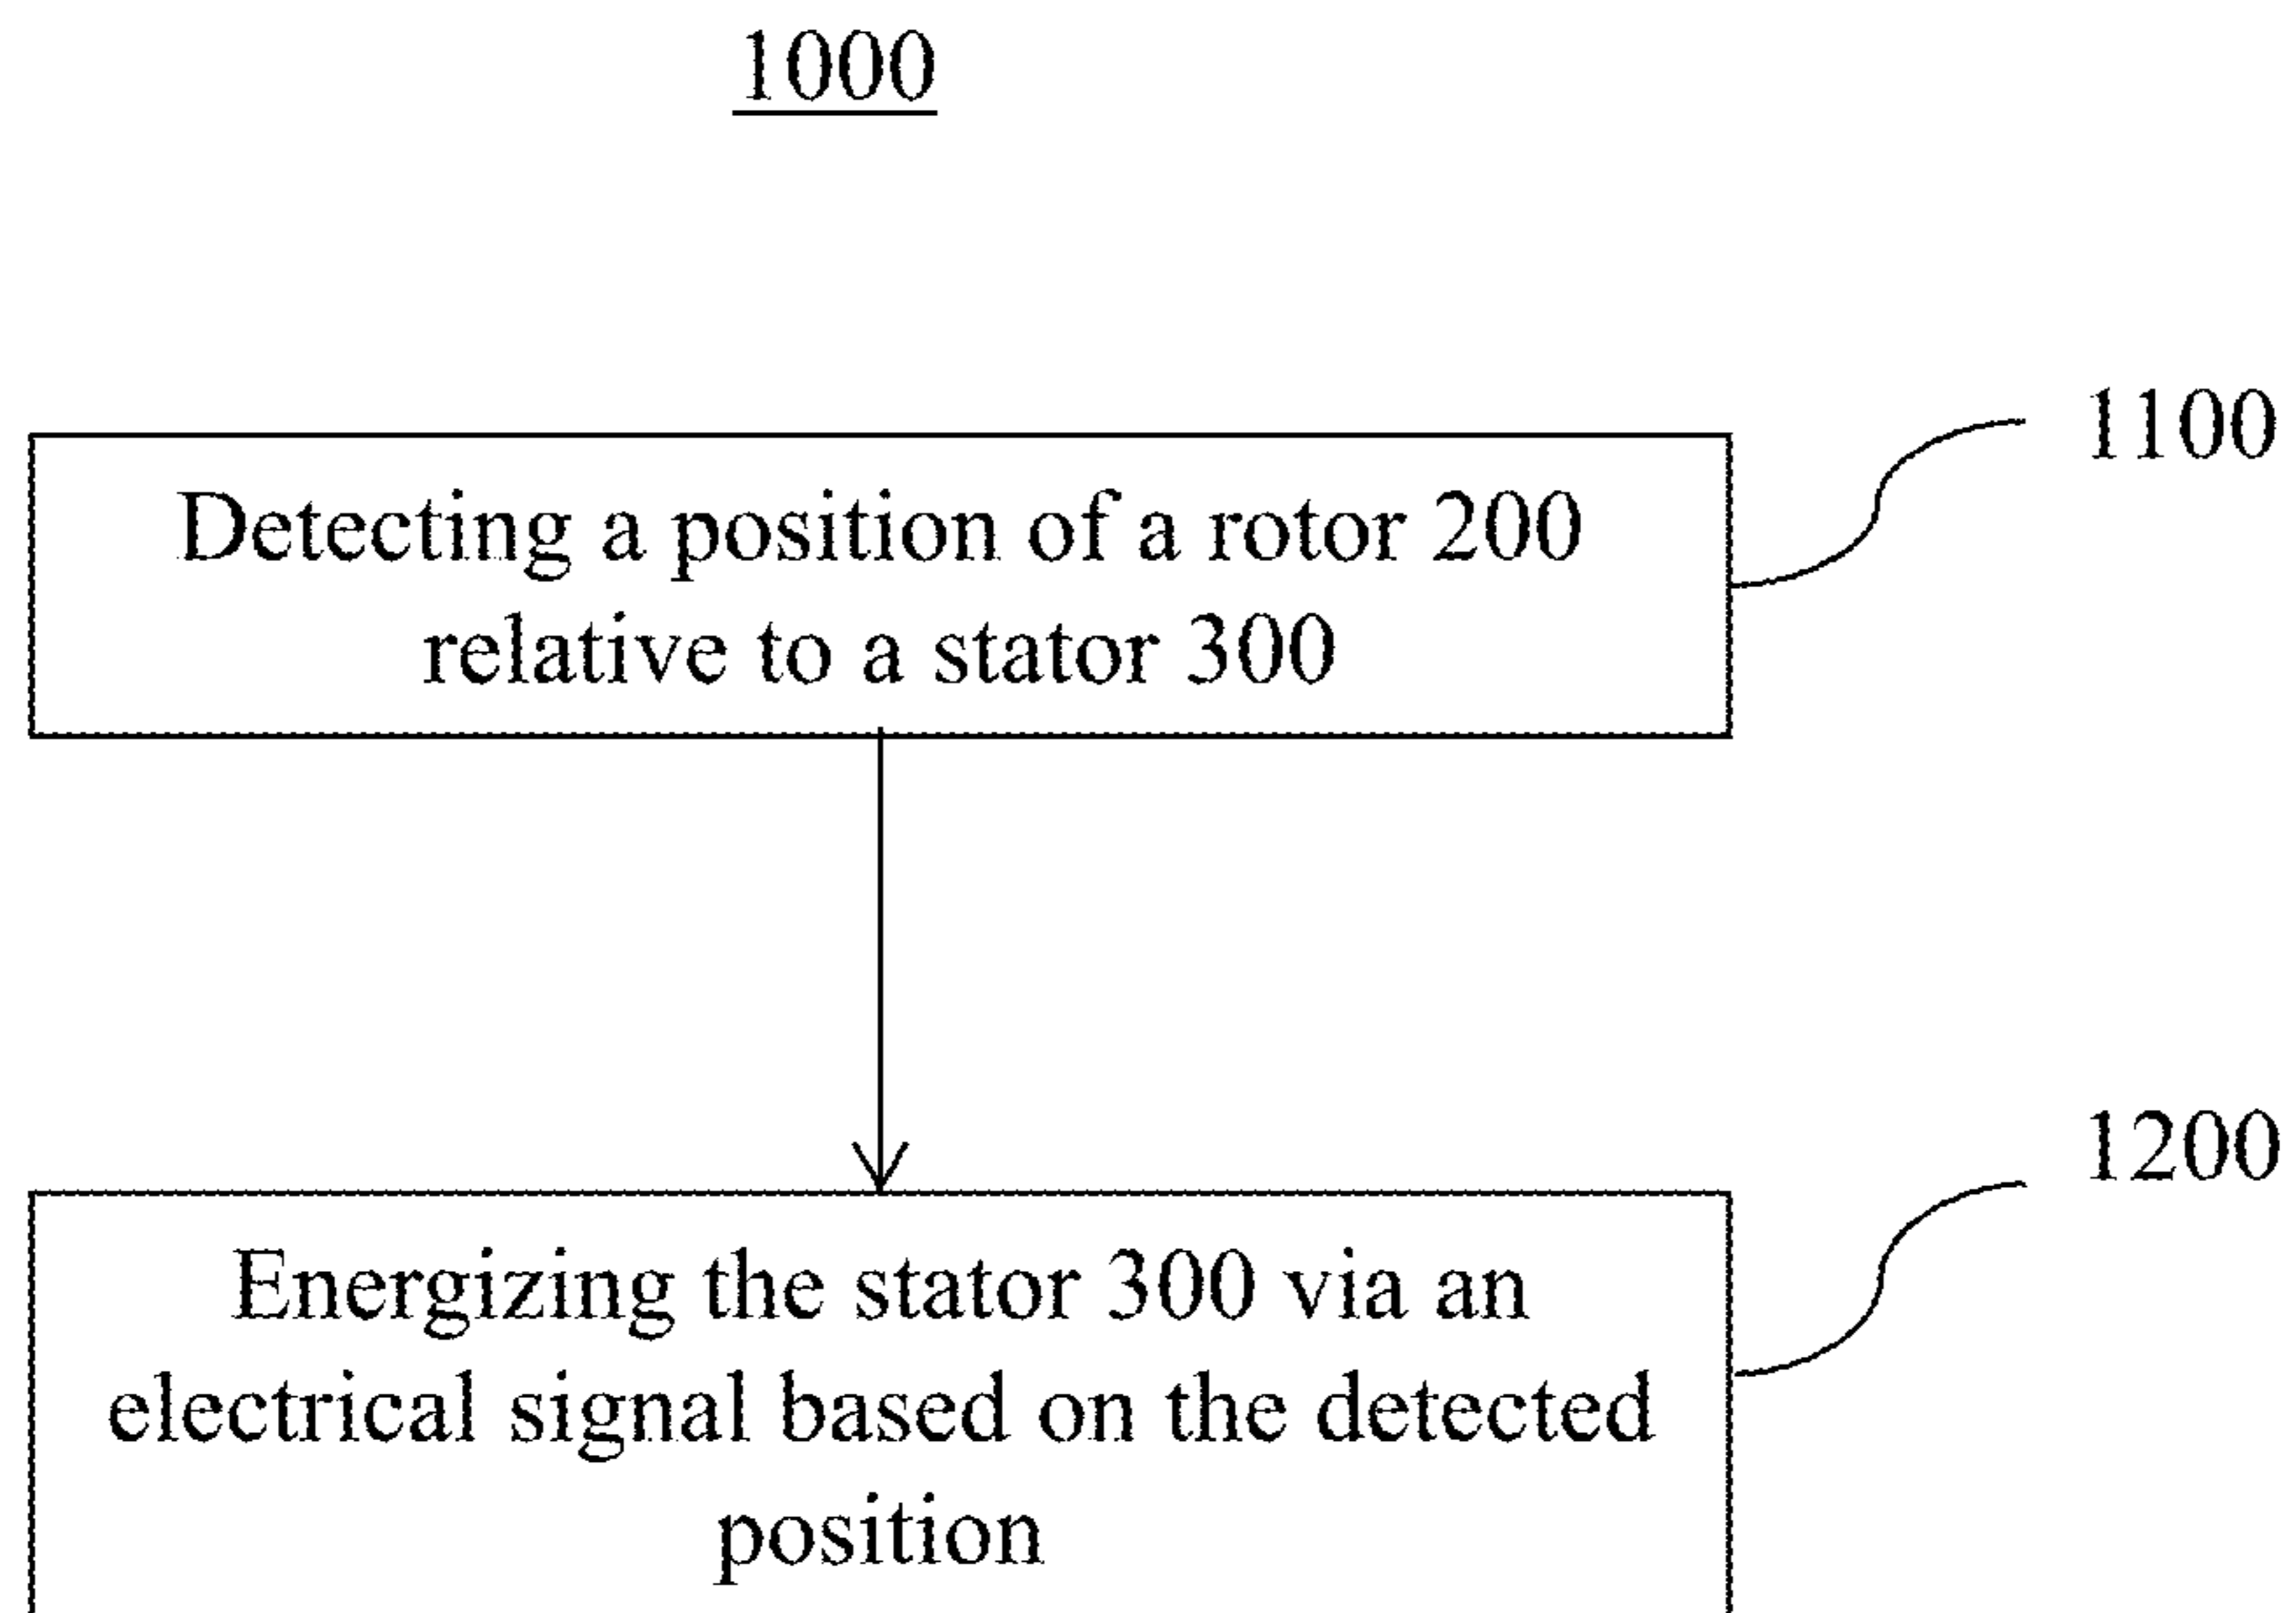 1000
1100
Detecting a position of a rotor 200
relative to a stator 300
1200
Energizing the stator 300 via an
electrical signal based on the detected
position